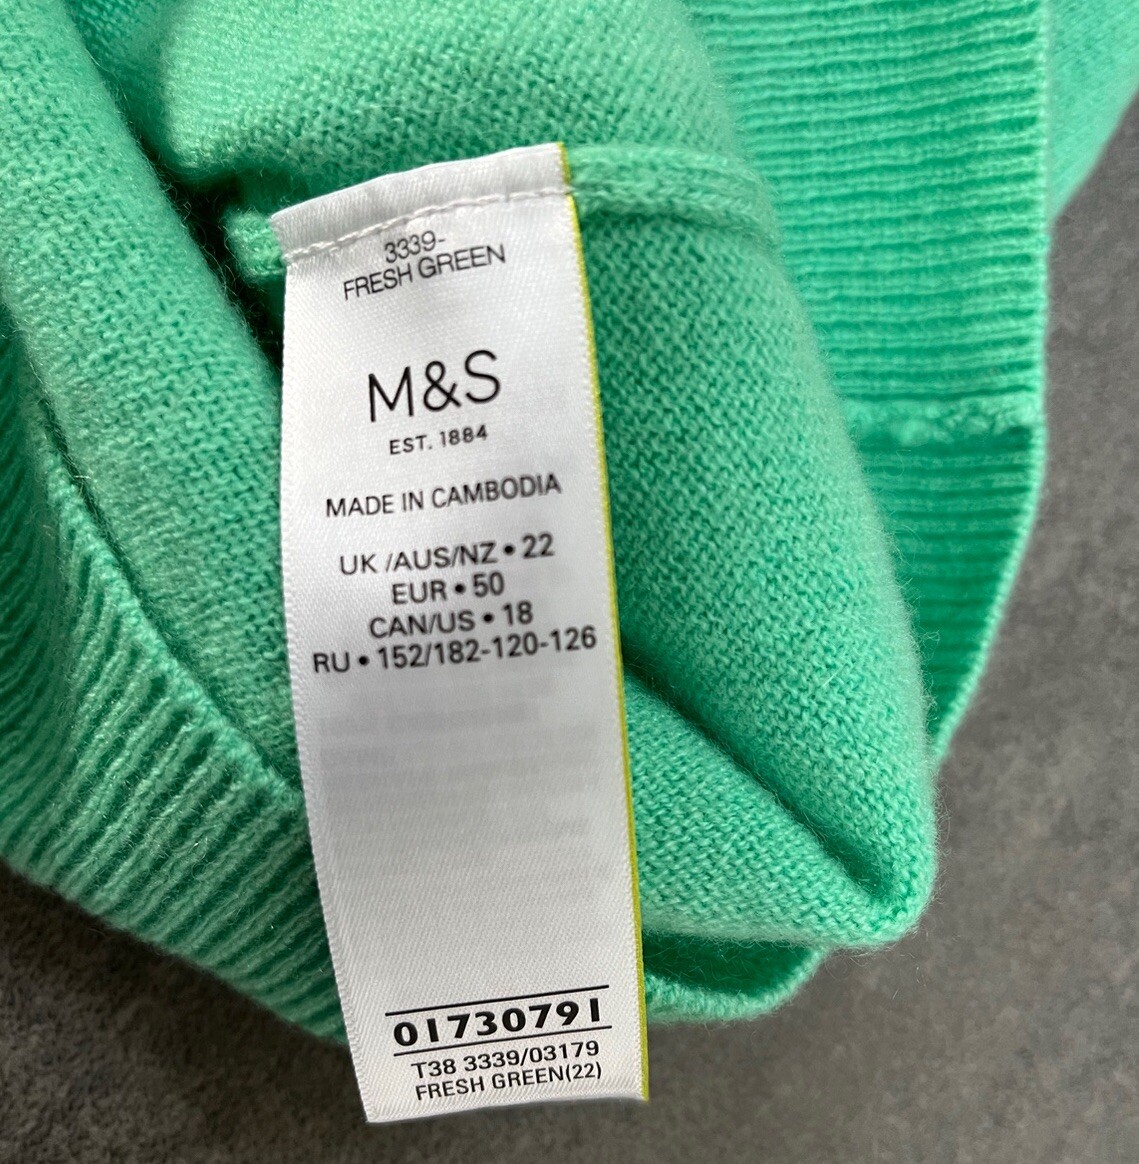 3339-
FRESH GREEN
M&S
EST. 1884
MADE IN CAMBODIA
UK /AUS/NZ • 22
EUR • 50
CAN/US • 18
RU • 152/182-120-126
01730791
T38 3339/03179
FRESH GREEN(22)